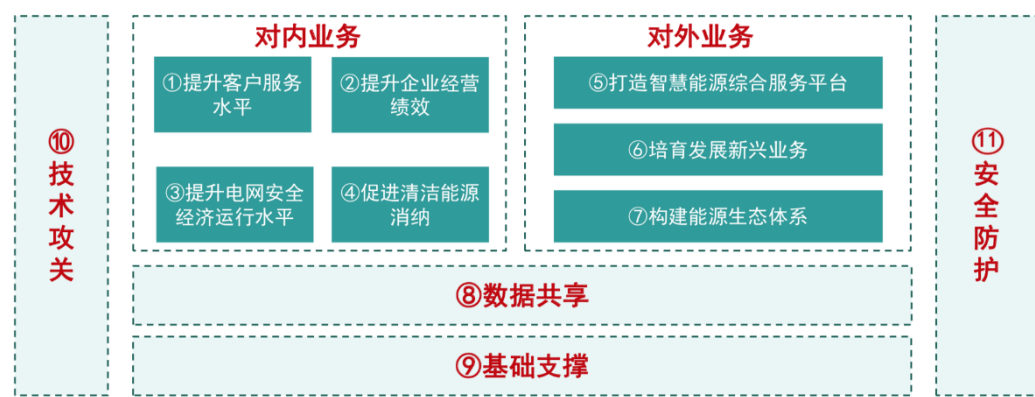 ⑩
技
术
攻
关
对内业务
①提升客户服务
水平
②提升企业经营
绩效
③提升电网安全
经济运行水平
④促进清洁能源
消纳
对外业务
⑤打造智慧能源综合服务平台
⑥培育发展新兴业务
⑦构建能源生态体系
⑧数据共享
⑨基础支撑
⑪
安
全
防
护